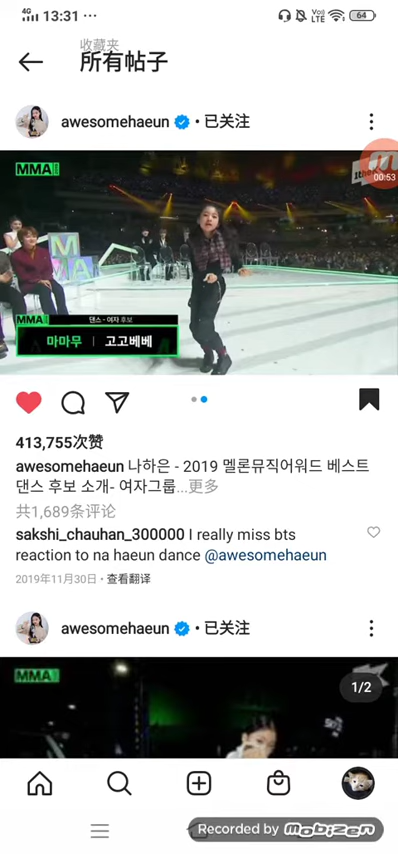 4G 13:31 ··· Vo)) LTE 64
收藏夹
所有帖子
awesomehaeun • 已关注
MMA
1the
00:53
MMA
MMA 댄스 - 여자 후보
마마무 | 고고베베
413,755次赞
awesomehaeun 나하은 - 2019 멜론뮤직어워드 베스트
댄스 후보 소개- 여자그룹...更多
共1,689条评论
sakshi_chauhan_300000 I really miss bts
reaction to na haeun dance @awesomehaeun
2019年11月30日 • 查看翻译
awesomehaeun • 已关注
MMA
1/2
Recorded by mobizen